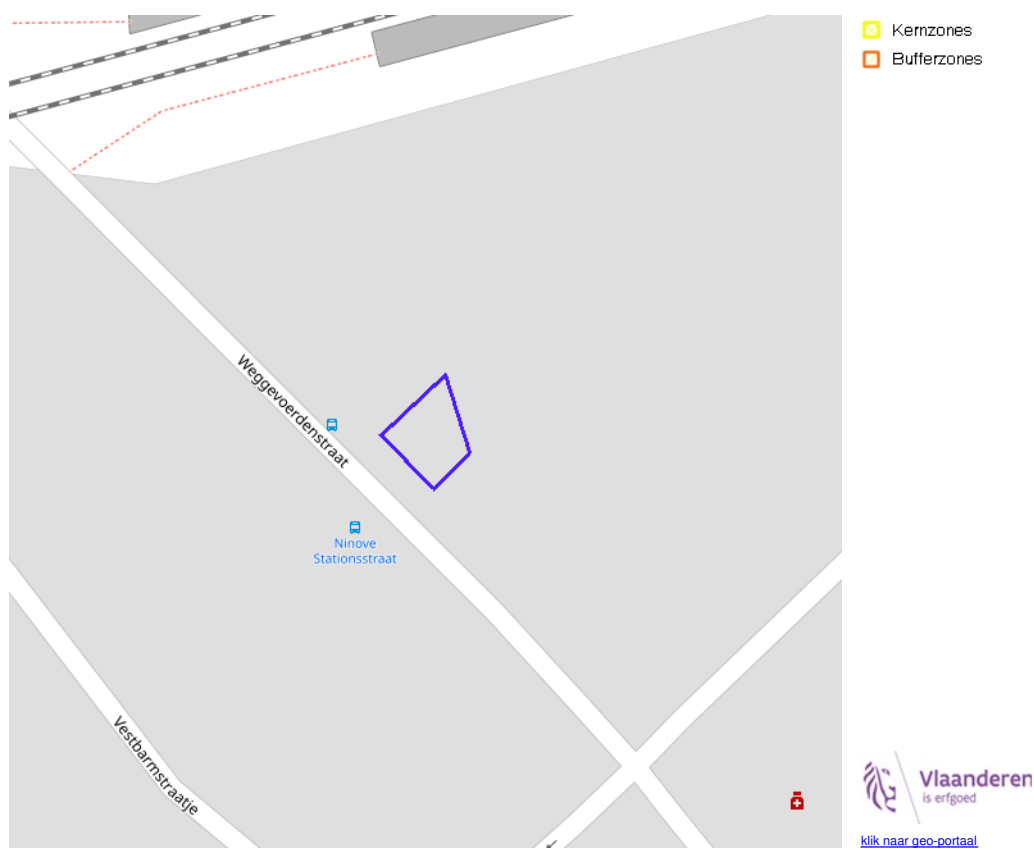 Kernzones
Bufferzones
Weggevoerdenstraat
Ninove
Stationsstraat
Vestbarmstraatje
Vlaanderen
is erfgoed
klik naar geo-portaal